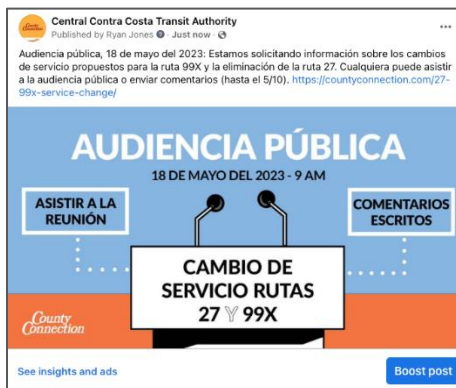 Central Contra Costa Transit Authority
Published by Ryan Jones · Just now ·
Audiencia pública, 18 de mayo del 2023: Estamos solicitando información sobre los cambios
de servicio propuestos para la ruta 99X y la eliminación de la ruta 27. Cualquiera puede asistir
a la audiencia pública o enviar comentarios (hasta el 5/10). https://countyconnection.com/27-
99x-service-change/
AUDIENCIA PÚBLICA
18 DE MAYO DEL 2023 - 9 AM
ASISTIR A LA
REUNIÓN
COMENTARIOS
ESCRITOS
CAMBIO DE
SERVICIO RUTAS
27 Y 99X
County
Connection
See insights and ads
Boost post